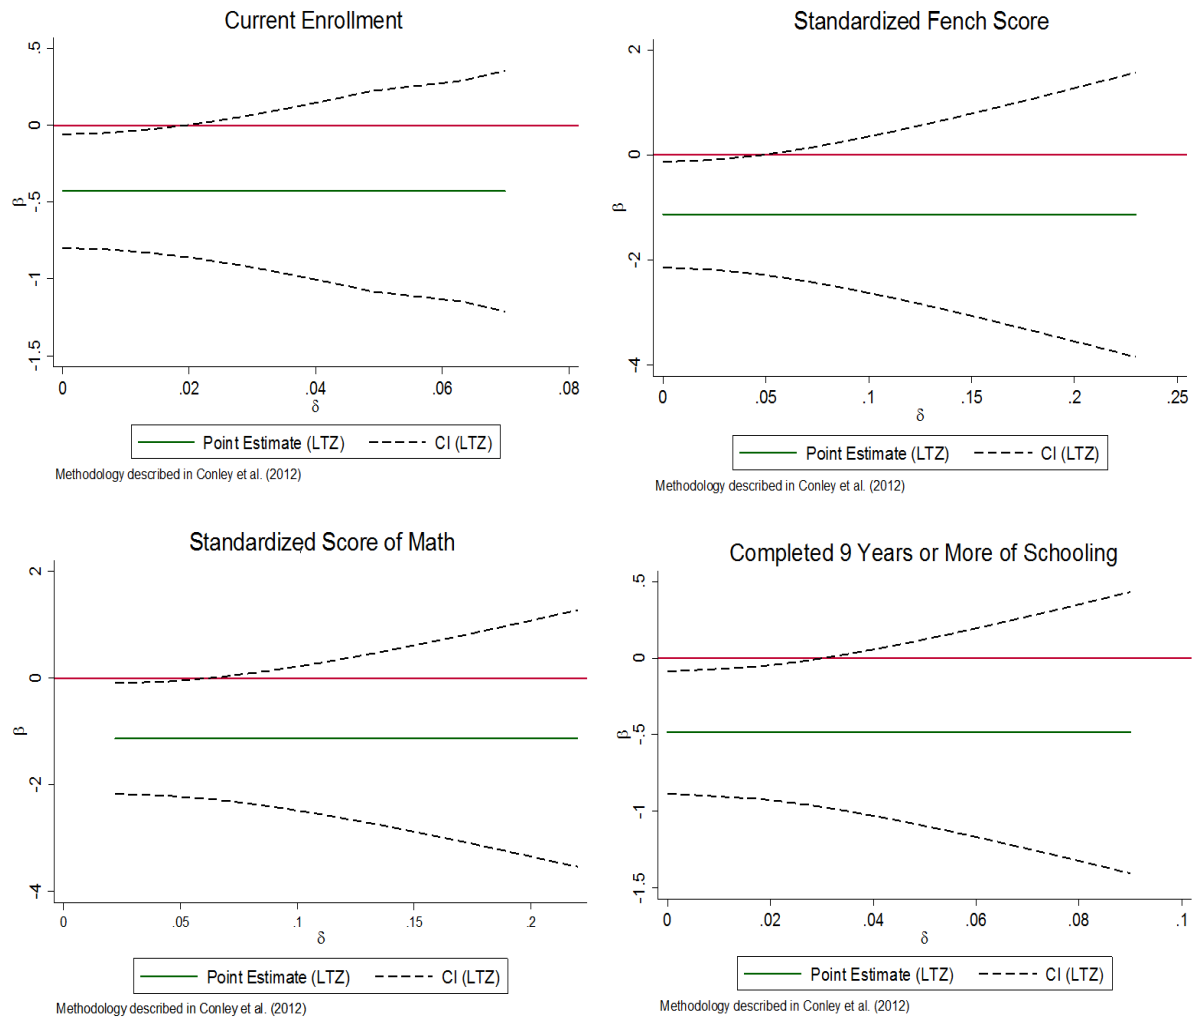 Current Enrollment
.5
0
-.5
-1
-1.5
β
0 .02 .04 .06 .08
δ
Point Estimate (LTZ) CI (LTZ)
Methodology described in Conley et al. (2012)
Standardized Fench Score
2
0
-2
-4
β
0 .05 .1 .15 .2 .25
δ
Point Estimate (LTZ) CI (LTZ)
Methodology described in Conley et al. (2012)
Standardized Score of Math
2
0
-2
-4
β
0 .05 .1 .15 .2
δ
Point Estimate (LTZ) CI (LTZ)
Methodology described in Conley et al. (2012)
Completed 9 Years or More of Schooling
.5
0
-.5
-1
-1.5
β
0 .02 .04 .06 .08 .1
δ
Point Estimate (LTZ) CI (LTZ)
Methodology described in Conley et al. (2012)